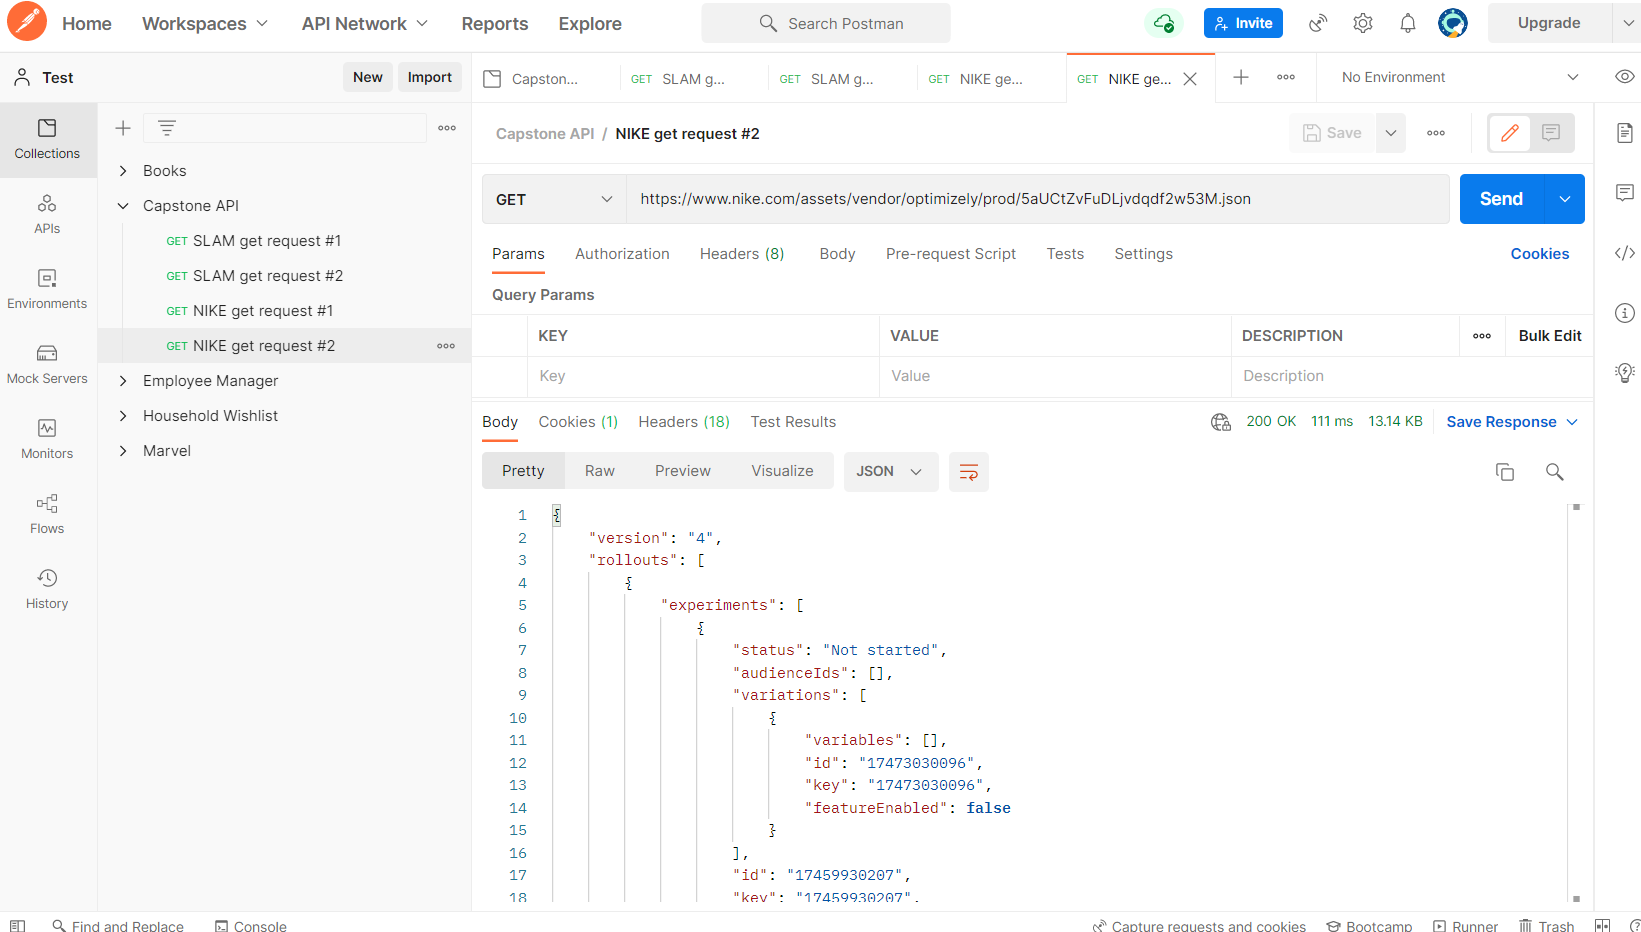 Home Workspaces API Network Reports Explore Search Postman Invite Upgrade
Test New Import
Capston... GET SLAM g... GET SLAM g... GET NIKE ge... GET NIKE ge... No Environment
Collections
APIs
Environments
Mock Servers
Monitors
Flows
History
Books
Capstone API
GET SLAM get request #1
GET SLAM get request #2
GET NIKE get request #1
GET NIKE get request #2
Employee Manager
Household Wishlist
Marvel
Capstone API / NIKE get request #2 Save
GET https://www.nike.com/assets/vendor/optimizely/prod/5aUCtZvFuDLjvdqdf2w53M.json Send
Params Authorization Headers (8) Body Pre-request Script Tests Settings Cookies
Query Params
KEY VALUE DESCRIPTION Bulk Edit
Key Value Description
Body Cookies (1) Headers (18) Test Results 200 OK 111 ms 13.14 KB Save Response
Pretty Raw Preview Visualize JSON
1 {
2 "version": "4",
3 "rollouts": [
4 {
5 "experiments": [
6 {
7 "status": "Not started",
8 "audienceIds": [],
9 "variations": [
10 {
11 "variables": [],
12 "id": "17473030096",
13 "key": "17473030096",
14 "featureEnabled": false
15 }
16 ],
17 "id": "17459930207",
18 "key": "17459930207",
Find and Replace Console Capture requests and cookies Bootcamp Runner Trash